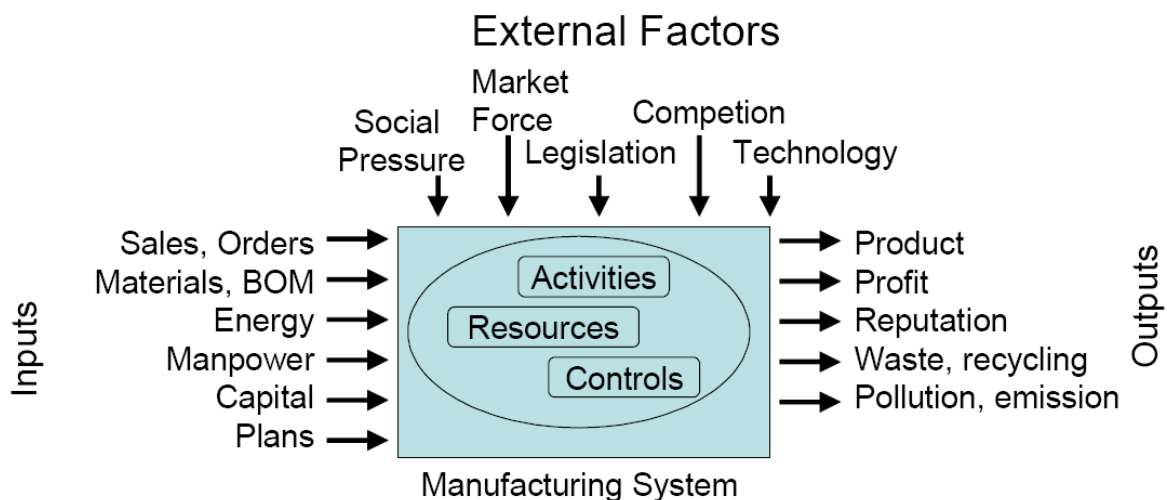 External Factors
Market
Force
Social
Pressure
Legislation
Competion
Technology
Inputs
Sales, Orders
Materials, BOM
Energy
Manpower
Capital
Plans
Activities
Resources
Controls
Product
Profit
Reputation
Waste, recycling
Pollution, emission
Outputs
Manufacturing System